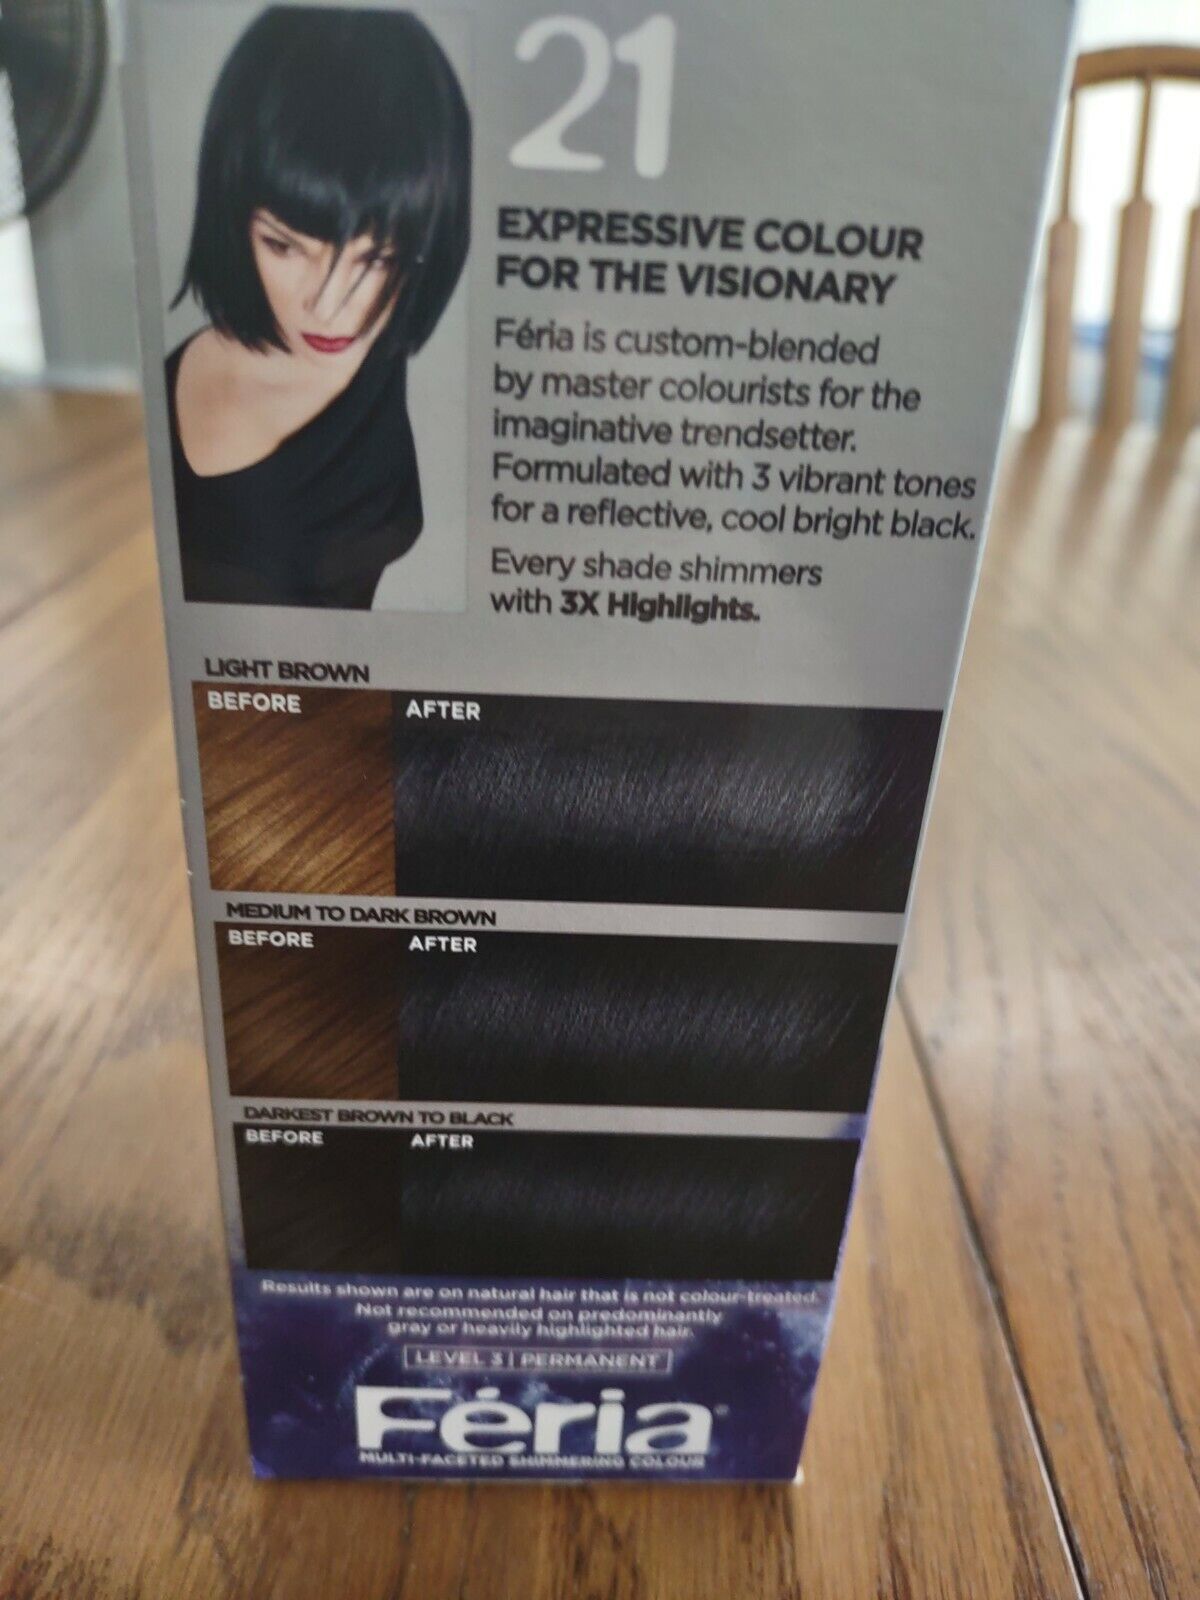 21
EXPRESSIVE COLOUR
FOR THE VISIONARY
Féria is custom-blended
by master colourists for the
imaginative trendsetter.
Formulated with 3 vibrant tones
for a reflective, cool bright black.
Every shade shimmers
with 3X Highlights.
LIGHT BROWN
BEFORE AFTER
MEDIUM TO DARK BROWN
BEFORE AFTER
DARKEST BROWN TO BLACK
BEFORE AFTER
Results shown are on natural hair that is not colour-treated.
Not recommended on predominantly
gray or heavily highlighted hair.
LEVEL 3 | PERMANENT
Féria®
MULTI-FACETED SHIMMERING COLOUR